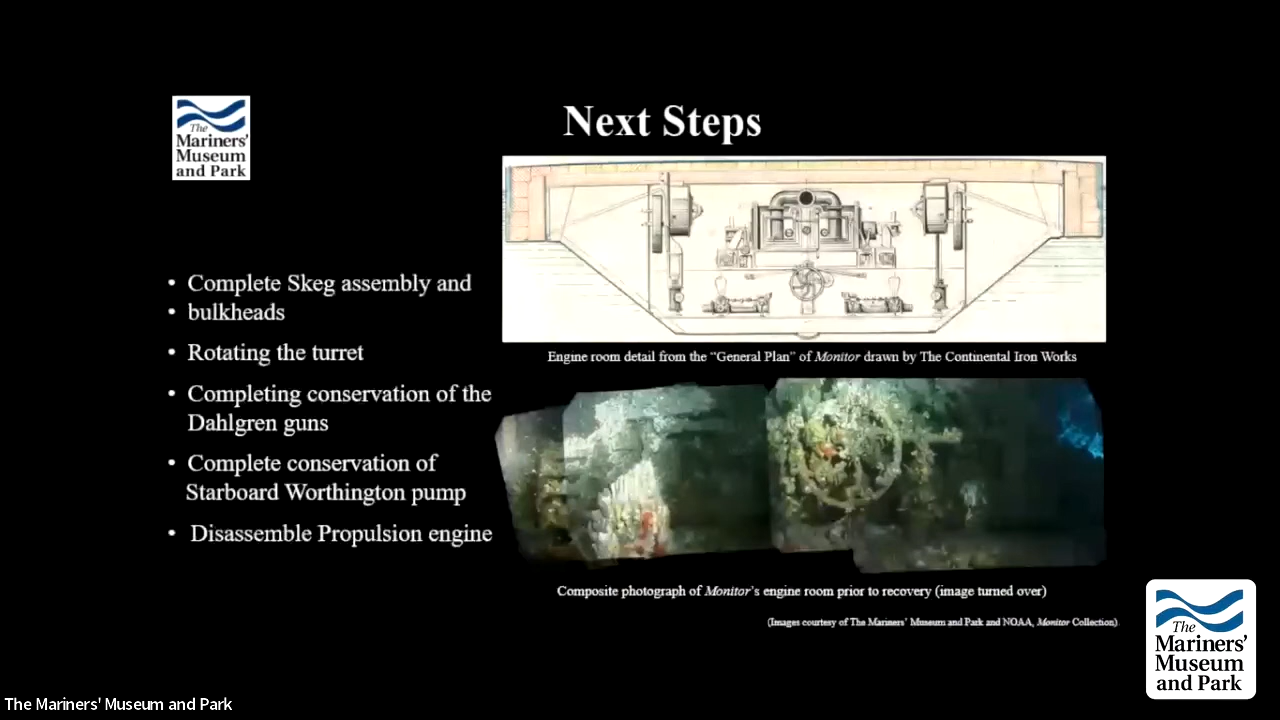 The
Mariners'
Museum
and Park
Next Steps
• Complete Skeg assembly and
• bulkheads
• Rotating the turret
• Completing conservation of the
Dahlgren guns
• Complete conservation of
Starboard Worthington pump
• Disassemble Propulsion engine
Engine room detail from the “General Plan” of Monitor drawn by The Continental Iron Works
Composite photograph of Monitor’s engine room prior to recovery (image turned over)
(Images courtesy of The Mariners’ Museum and Park and NOAA, Monitor Collection)
The
Mariners'
Museum
and Park
The Mariners' Museum and Park